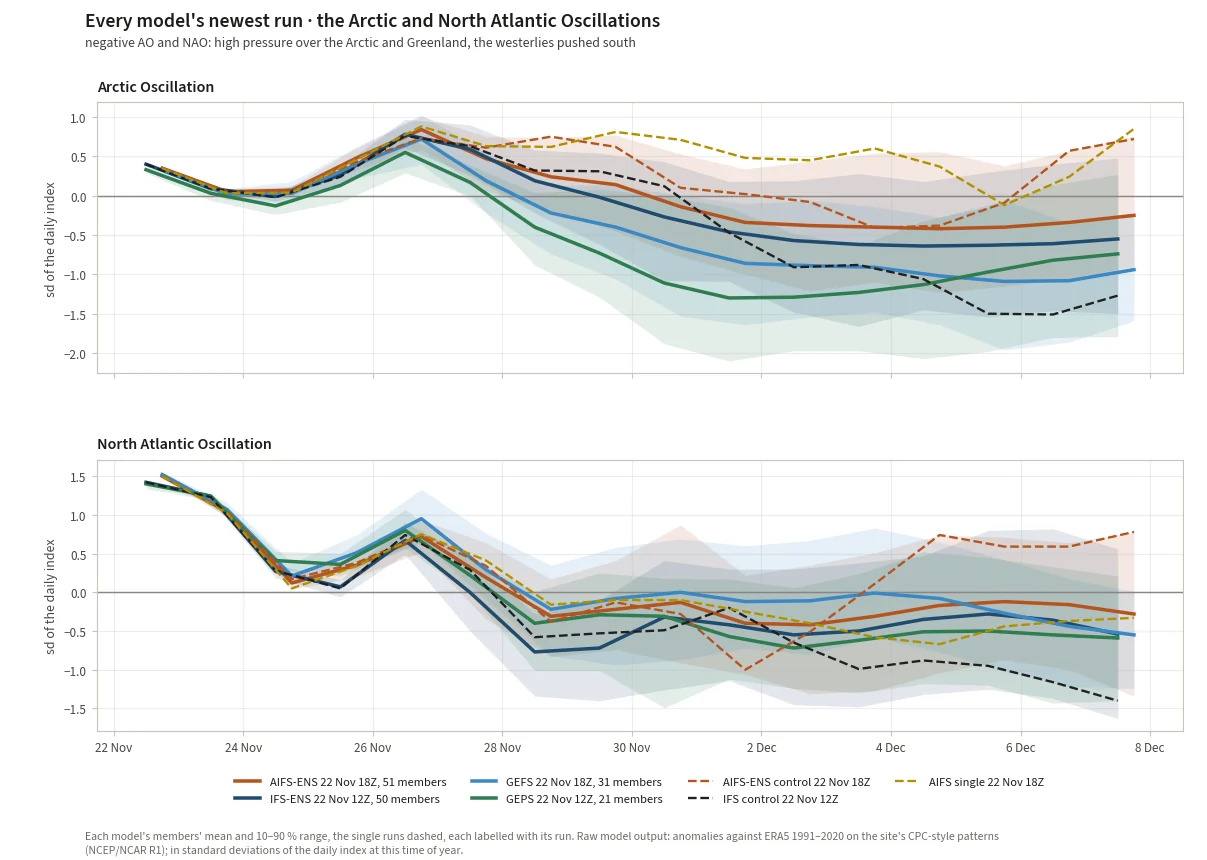 Every model's newest run · the Arctic and North Atlantic Oscillations
negative AO and NAO: high pressure over the Arctic and Greenland, the westerlies pushed south
Arctic Oscillation
sd of the daily index
1.0
0.5
0.0
−0.5
−1.0
−1.5
−2.0
North Atlantic Oscillation
sd of the daily index
1.5
1.0
0.5
0.0
−0.5
−1.0
−1.5
22 Nov 24 Nov 26 Nov 28 Nov 30 Nov 2 Dec 4 Dec 6 Dec 8 Dec
AIFS-ENS 22 Nov 18Z, 51 members GEFS 22 Nov 18Z, 31 members AIFS-ENS control 22 Nov 18Z AIFS single 22 Nov 18Z
IFS-ENS 22 Nov 12Z, 50 members GEPS 22 Nov 12Z, 21 members IFS control 22 Nov 12Z
Each model's members' mean and 10–90 % range, the single runs dashed, each labelled with its run. Raw model output: anomalies against ERA5 1991–2020 on the site's CPC-style patterns
(NCEP/NCAR R1); in standard deviations of the daily index at this time of year.